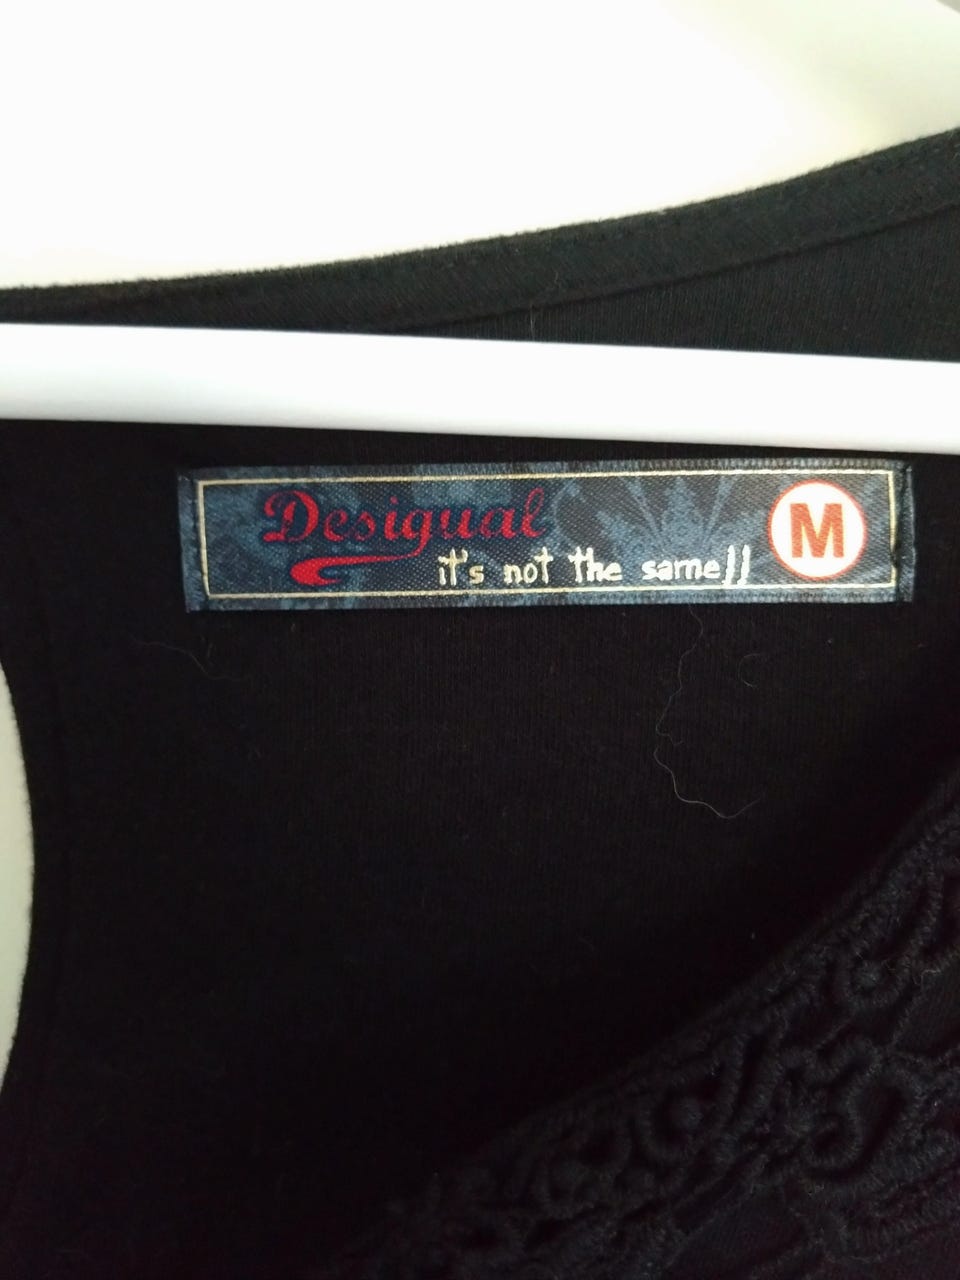 Desigual
it's not the same!!
M